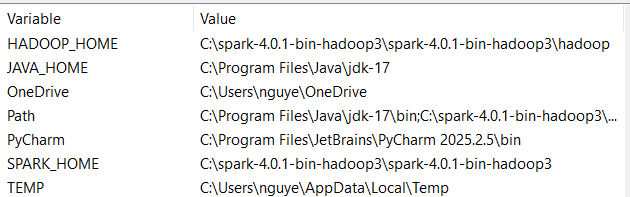 Variable Value
HADOOP_HOME C:\spark-4.0.1-bin-hadoop3\spark-4.0.1-bin-hadoop3\hadoop
JAVA_HOME C:\Program Files\Java\jdk-17
OneDrive C:\Users\nguye\OneDrive
Path C:\Program Files\Java\jdk-17\bin;C:\spark-4.0.1-bin-hadoop3\...
PyCharm C:\Program Files\JetBrains\PyCharm 2025.2.5\bin
SPARK_HOME C:\spark-4.0.1-bin-hadoop3\spark-4.0.1-bin-hadoop3
TEMP C:\Users\nguye\AppData\Local\Temp